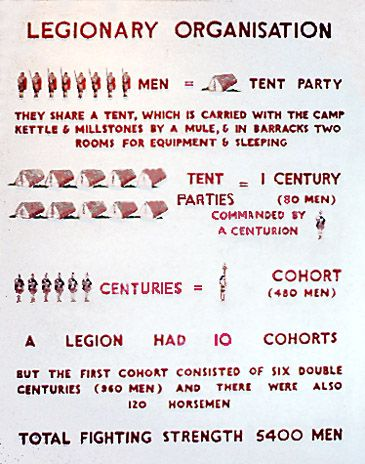 LEGIONARY ORGANISATION
MEN = TENT PARTY
THEY SHARE A TENT, WHICH IS CARRIED WITH THE CAMP
KETTLE & MILLSTONES BY A MULE, & IN BARRACKS TWO
ROOMS FOR EQUIPMENT & SLEEPING
TENT = 1 CENTURY
PARTIES (80 MEN)
COMMANDED BY
A CENTURION
CENTURIES = COHORT
(480 MEN)
A LEGION HAD 10 COHORTS
BUT THE FIRST COHORT CONSISTED OF SIX DOUBLE
CENTURIES (960 MEN) AND THERE WERE ALSO
120 HORSEMEN
TOTAL FIGHTING STRENGTH 5400 MEN